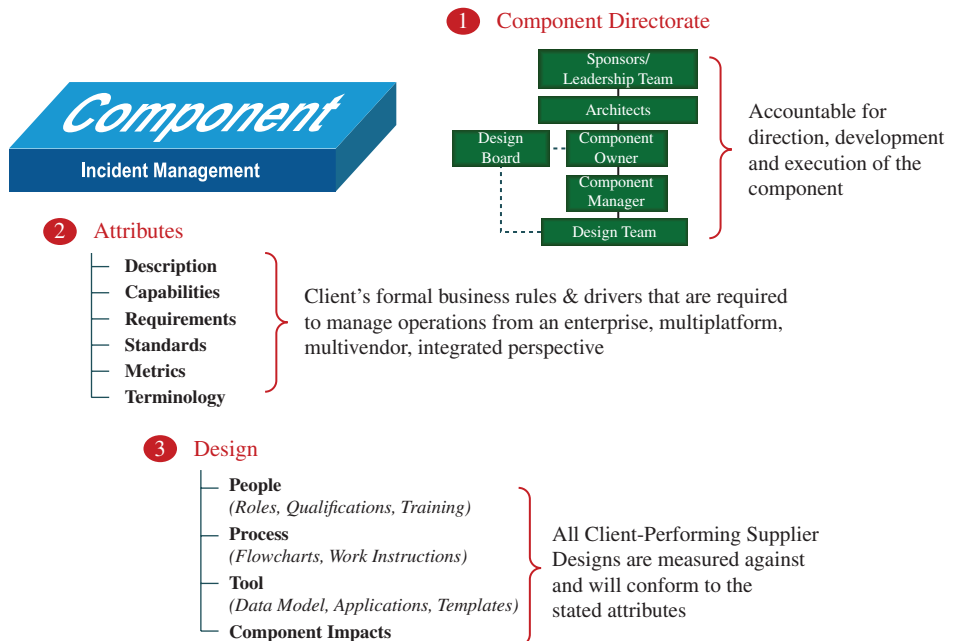 1 Component Directorate
Component
Incident Management
Sponsors/
Leadership Team
Architects
Design
Board
Component
Owner
Component
Manager
Design Team
Accountable for
direction, development
and execution of the
component
2 Attributes
Description
Capabilities
Requirements
Standards
Metrics
Terminology
Client’s formal business rules & drivers that are required
to manage operations from an enterprise, multiplatform,
multivendor, integrated perspective
3 Design
People
(Roles, Qualifications, Training)
Process
(Flowcharts, Work Instructions)
Tool
(Data Model, Applications, Templates)
Component Impacts
All Client-Performing Supplier
Designs are measured against
and will conform to the
stated attributes